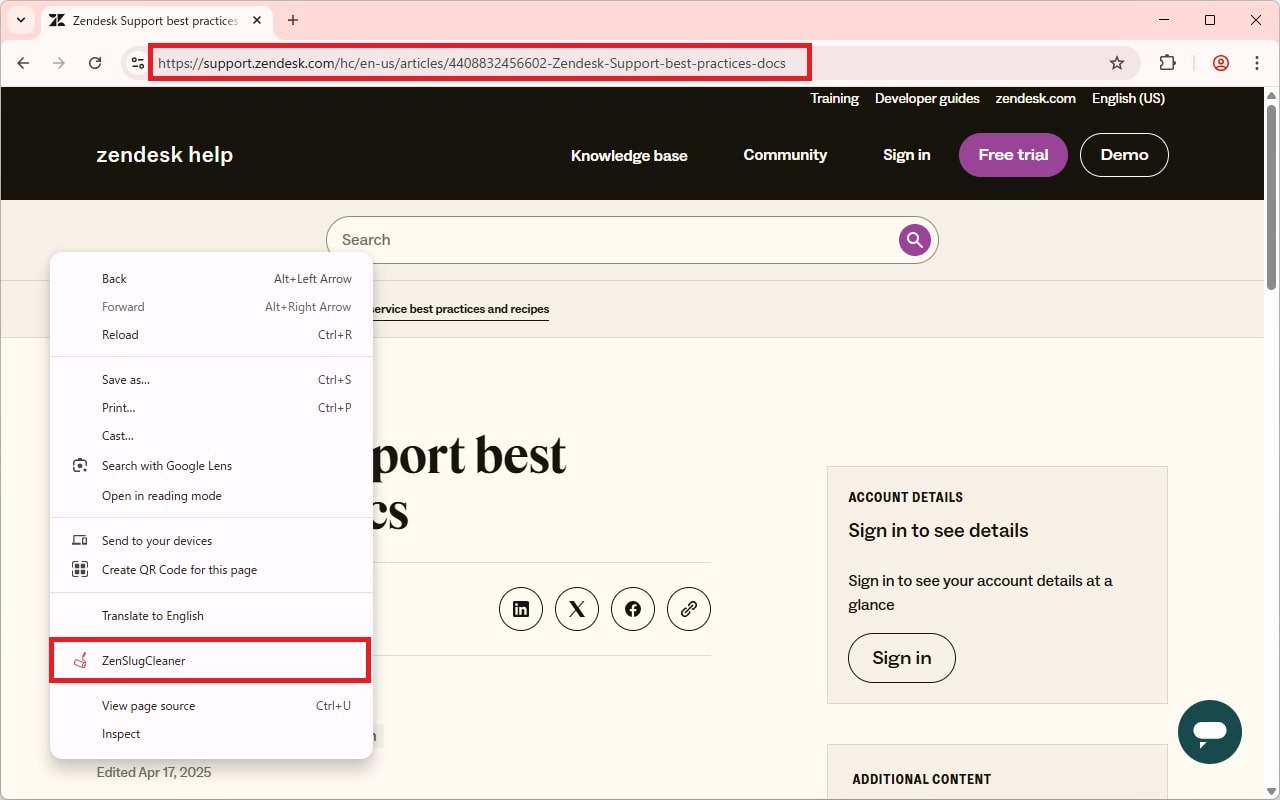 Zendesk Support best practices
https://support.zendesk.com/hc/en-us/articles/4408832456602-Zendesk-Support-best-practices-docs
Training Developer guides zendesk.com English (US)
zendesk help Knowledge base Community Sign in Free trial Demo
Search
ervice best practices and recipes
Back Alt+Left Arrow
Forward Alt+Right Arrow
Reload Ctrl+R
Save as... Ctrl+S
Print... Ctrl+P
Cast...
Search with Google Lens
Open in reading mode
Send to your devices
Create QR Code for this page
Translate to English
ZenSlugCleaner
View page source Ctrl+U
Inspect
port best
cs
ACCOUNT DETAILS
Sign in to see details
Sign in to see your account details at a
glance
Sign in
Edited Apr 17, 2025
ADDITIONAL CONTENT